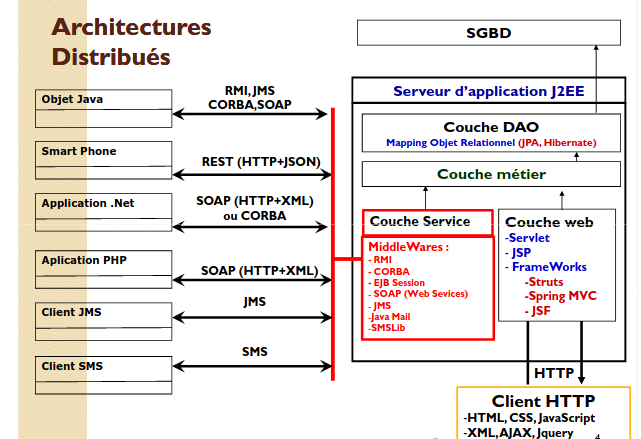 Architectures
Distribués
SGBD
Serveur d'application J2EE
Couche DAO
Mapping Objet Relationnel (JPA, Hibernate)
Couche métier
Couche Service
MiddleWares :
- RMI
- CORBA
- EJB Session
- SOAP (Web Sevices)
- JMS
-Java Mail
-SMSLib
Couche web
-Servlet
- JSP
- FrameWorks
-Struts
-Spring MVC
- JSF
Objet Java
RMI, JMS
CORBA,SOAP
Smart Phone
REST (HTTP+JSON)
Application .Net
SOAP (HTTP+XML)
ou CORBA
Aplication PHP
SOAP (HTTP+XML)
Client JMS
JMS
Client SMS
SMS
HTTP
Client HTTP
-HTML, CSS, JavaScript
-XML, AJAX, Jquery
4